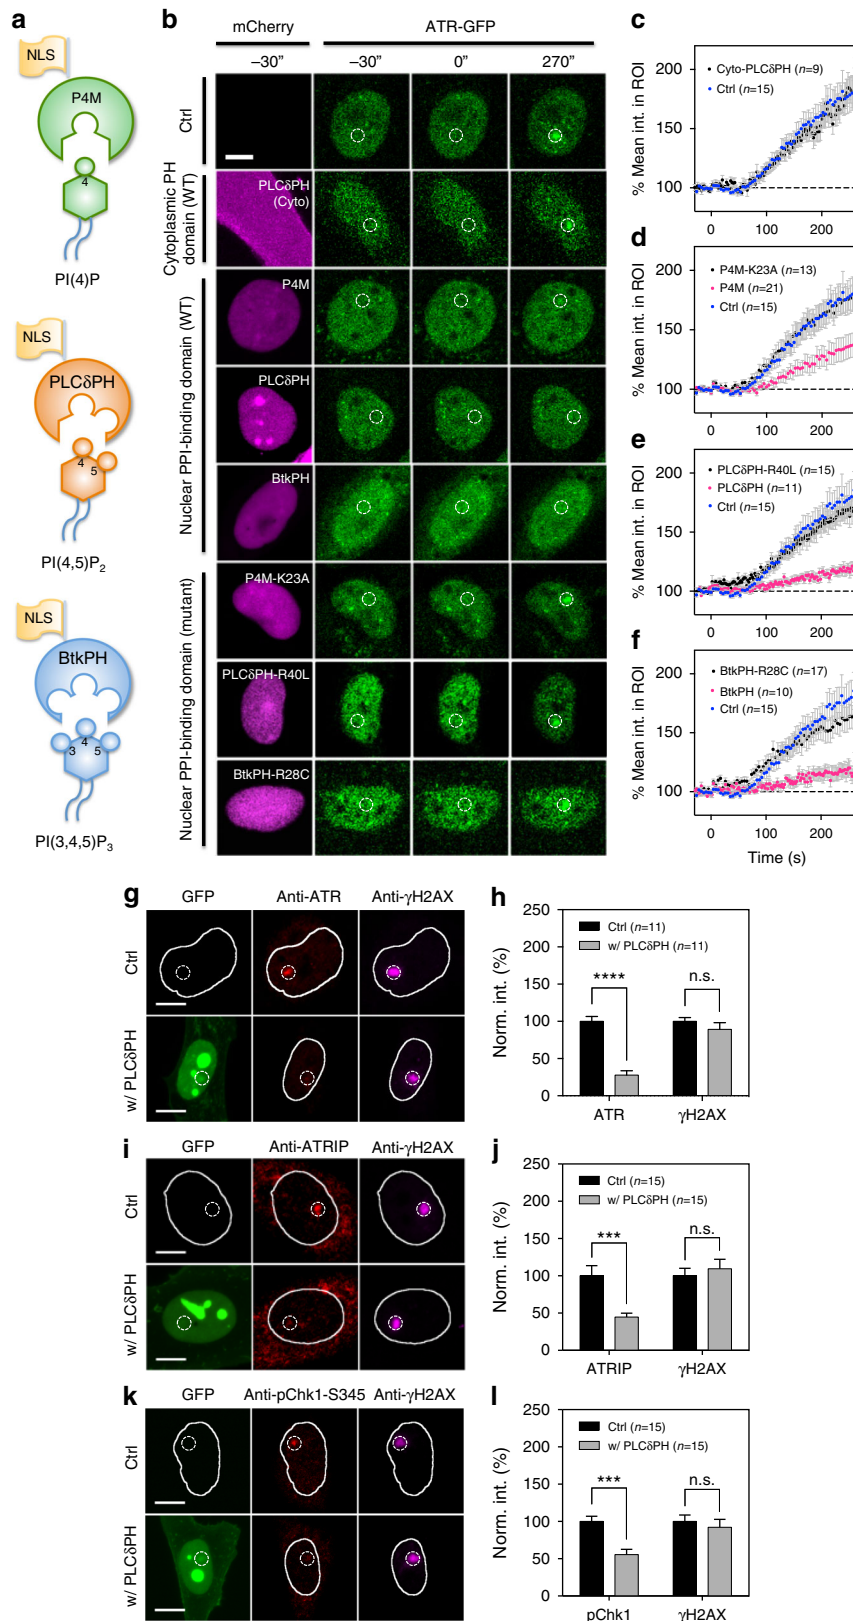 a
NLS
P4M
4
PI(4)P
NLS
PLCδPH
4
5
PI(4,5)P2
NLS
BtkPH
3
4
5
PI(3,4,5)P3
b
mCherry
ATR-GFP
–30″
–30″
0″
270″
Ctrl
Cytoplasmic PH
domain (WT)
PLCδPH
(Cyto)
Nuclear PPI-binding domain (WT)
P4M
PLCδPH
BtkPH
Nuclear PPI-binding domain (mutant)
P4M-K23A
PLCδPH-R40L
BtkPH-R28C
c
% Mean int. in ROI
200
150
100
Cyto-PLCδPH (n=9)
Ctrl (n=15)
0
100
200
d
% Mean int. in ROI
200
150
100
P4M-K23A (n=13)
P4M (n=21)
Ctrl (n=15)
0
100
200
e
% Mean int. in ROI
200
150
100
PLCδPH-R40L (n=15)
PLCδPH (n=11)
Ctrl (n=15)
0
100
200
f
% Mean int. in ROI
200
150
100
BtkPH-R28C (n=17)
BtkPH (n=10)
Ctrl (n=15)
0
100
200
Time (s)
g
GFP
Anti-ATR
Anti-γH2AX
Ctrl
w/ PLCδPH
h
Norm. int. (%)
250
200
150
100
50
0
Ctrl (n=11)
w/ PLCδPH (n=11)
****
n.s.
ATR
γH2AX
i
GFP
Anti-ATRIP
Anti-γH2AX
Ctrl
w/ PLCδPH
j
Norm. int. (%)
250
200
150
100
50
0
Ctrl (n=15)
w/ PLCδPH (n=15)
***
n.s.
ATRIP
γH2AX
k
GFP
Anti-pChk1-S345
Anti-γH2AX
Ctrl
w/ PLCδPH
l
Norm. int. (%)
250
200
150
100
50
0
Ctrl (n=15)
w/ PLCδPH (n=15)
***
n.s.
pChk1
γH2AX